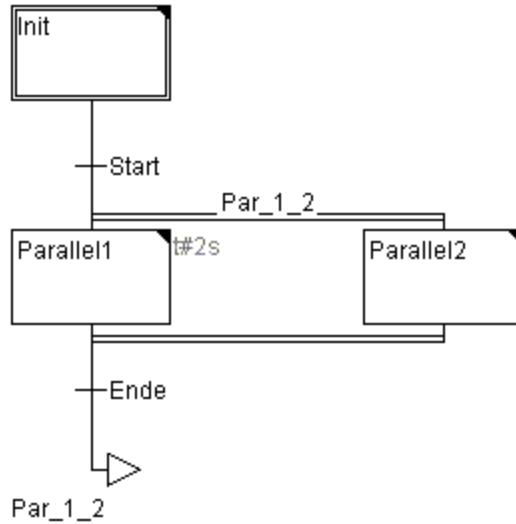 Init
Start
Par_1_2
Parallel1
t#2s
Parallel2
Ende
Par_1_2